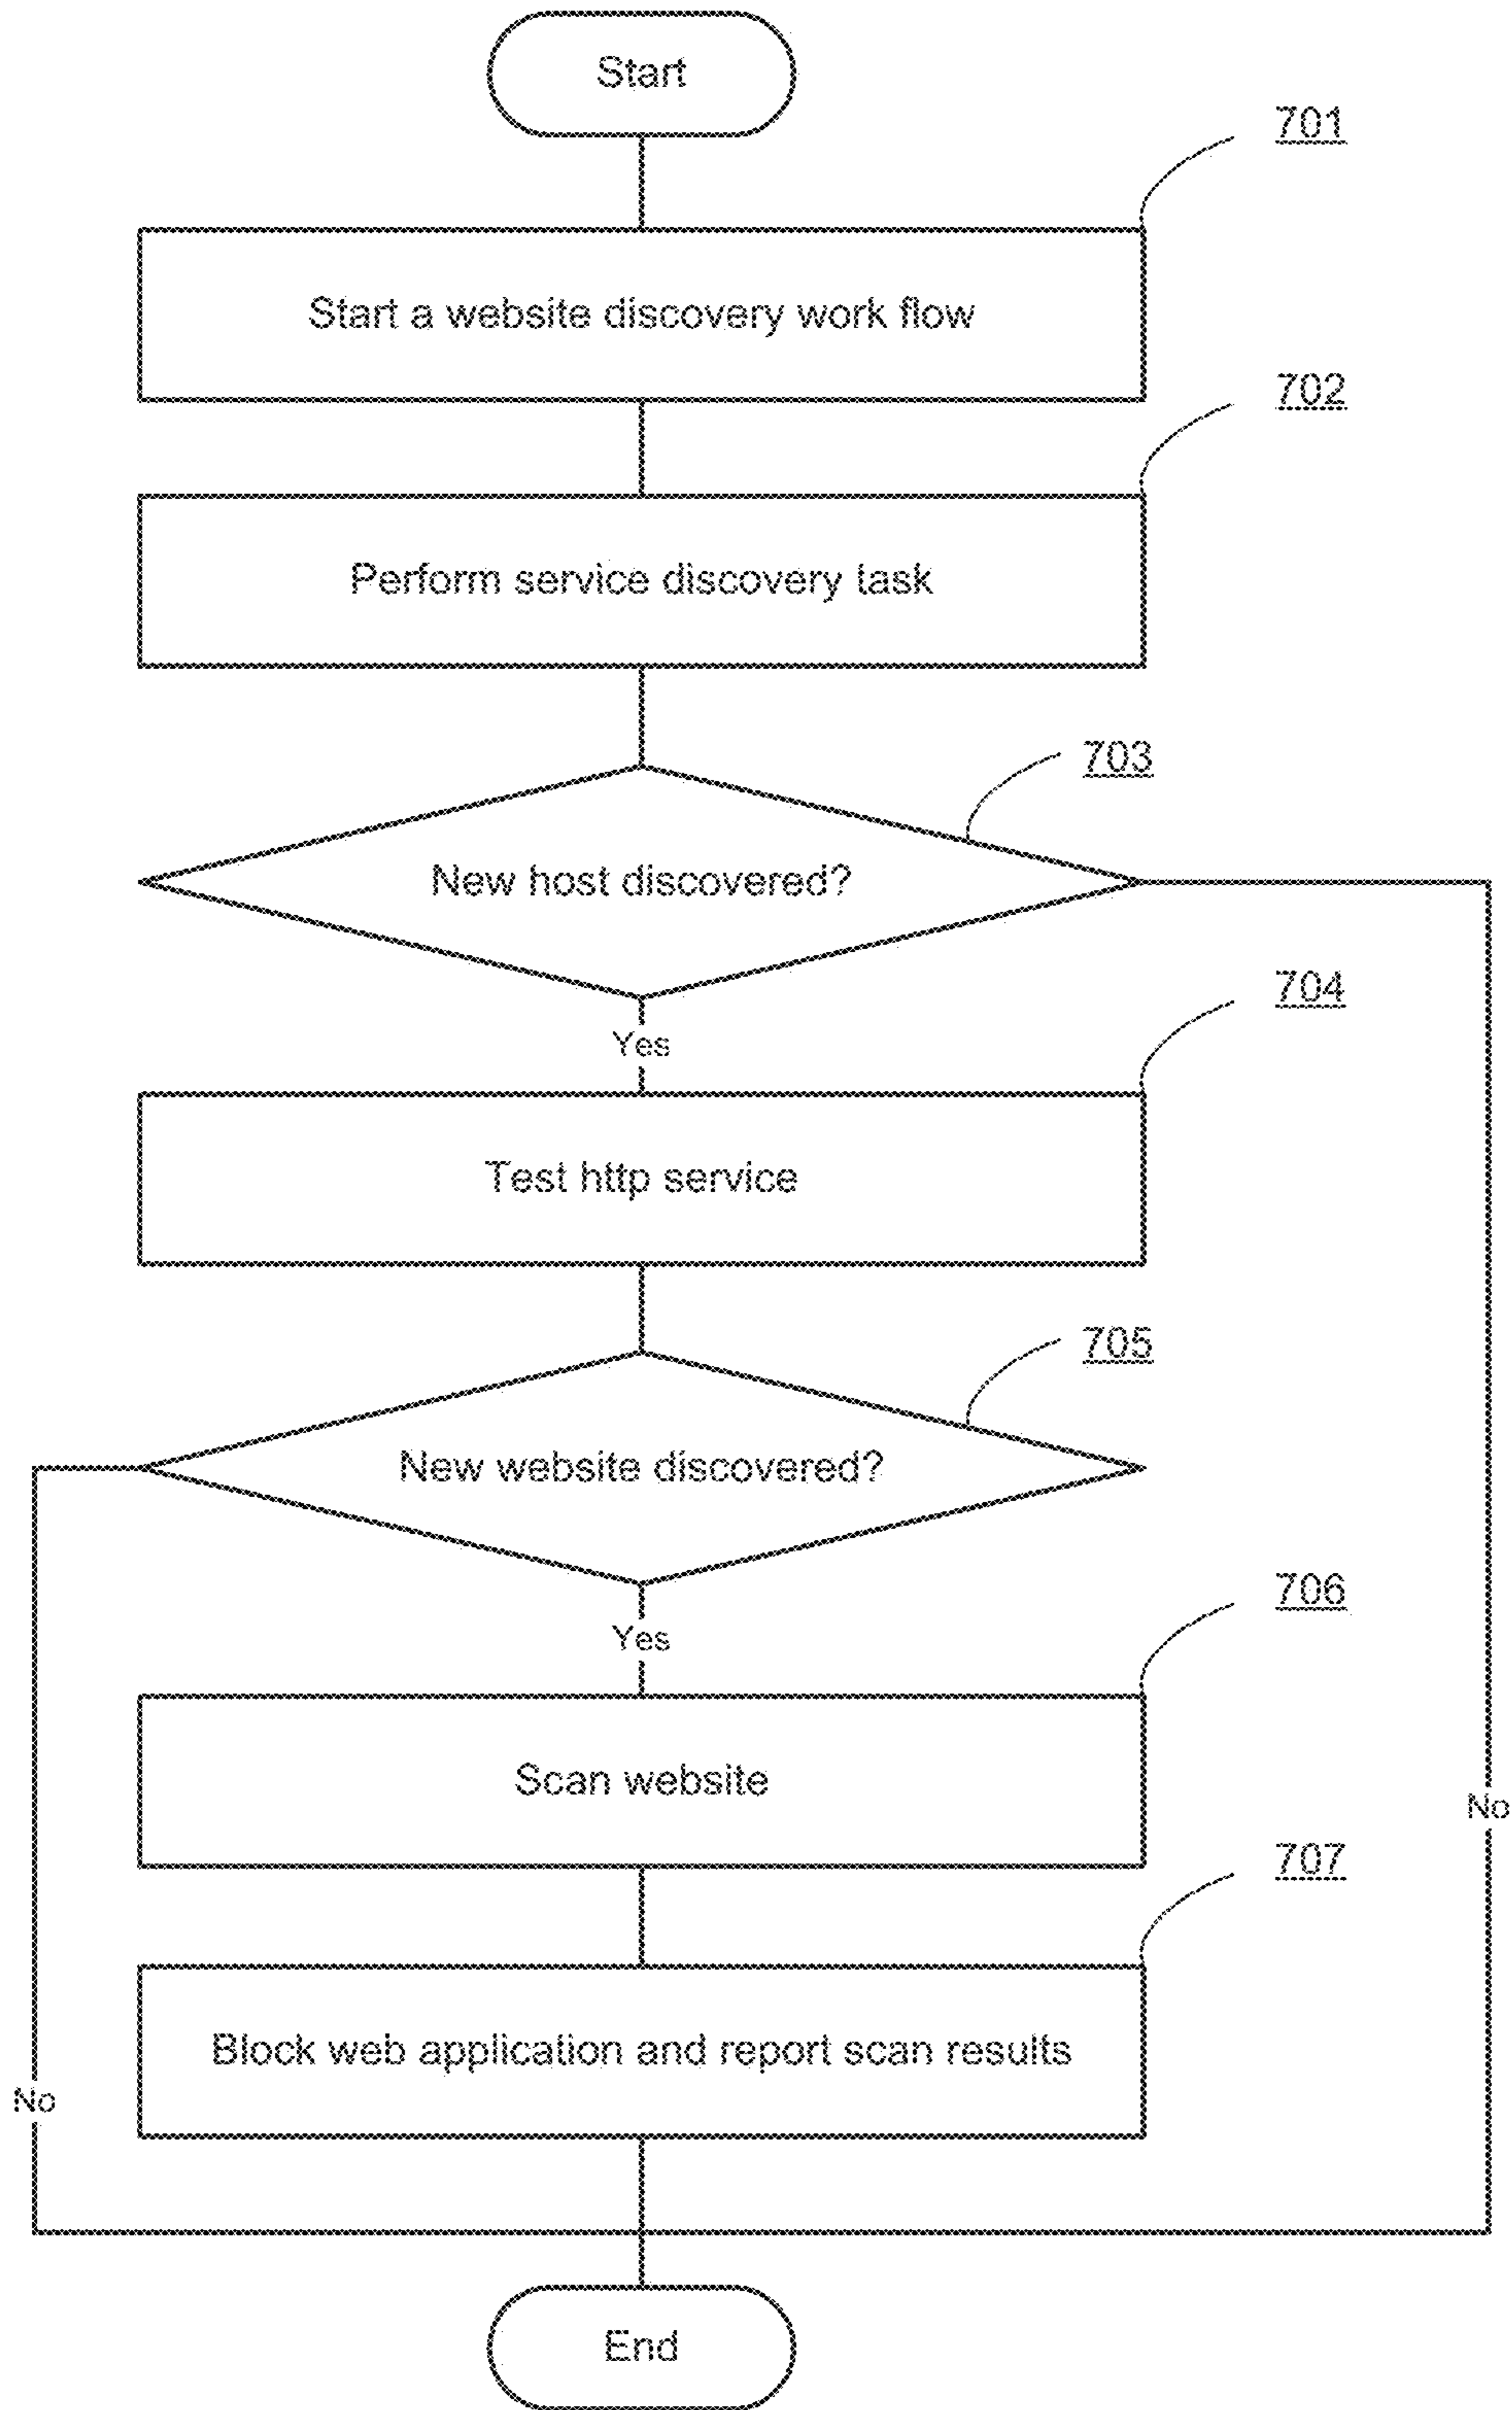 Start
701
Start a website discovery work flow
702
Perform service discovery task
703
New host discovered?
704
Yes
Test http service
705
New website discovered?
706
Yes
Scan website
No
707
Block web application and report scan results
No
End